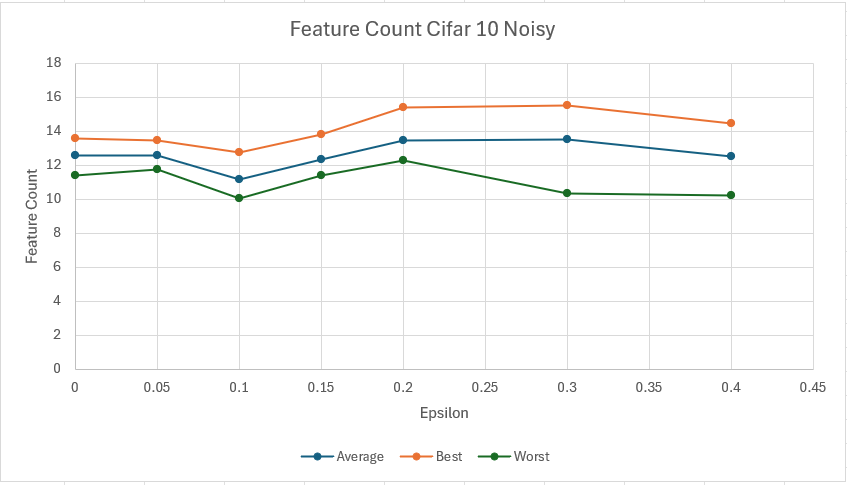 Feature Count Cifar 10 Noisy
18
16
14
12
10
8
6
4
2
0
Feature Count
0 0.05 0.1 0.15 0.2 0.25 0.3 0.35 0.4 0.45
Epsilon
Average Best Worst